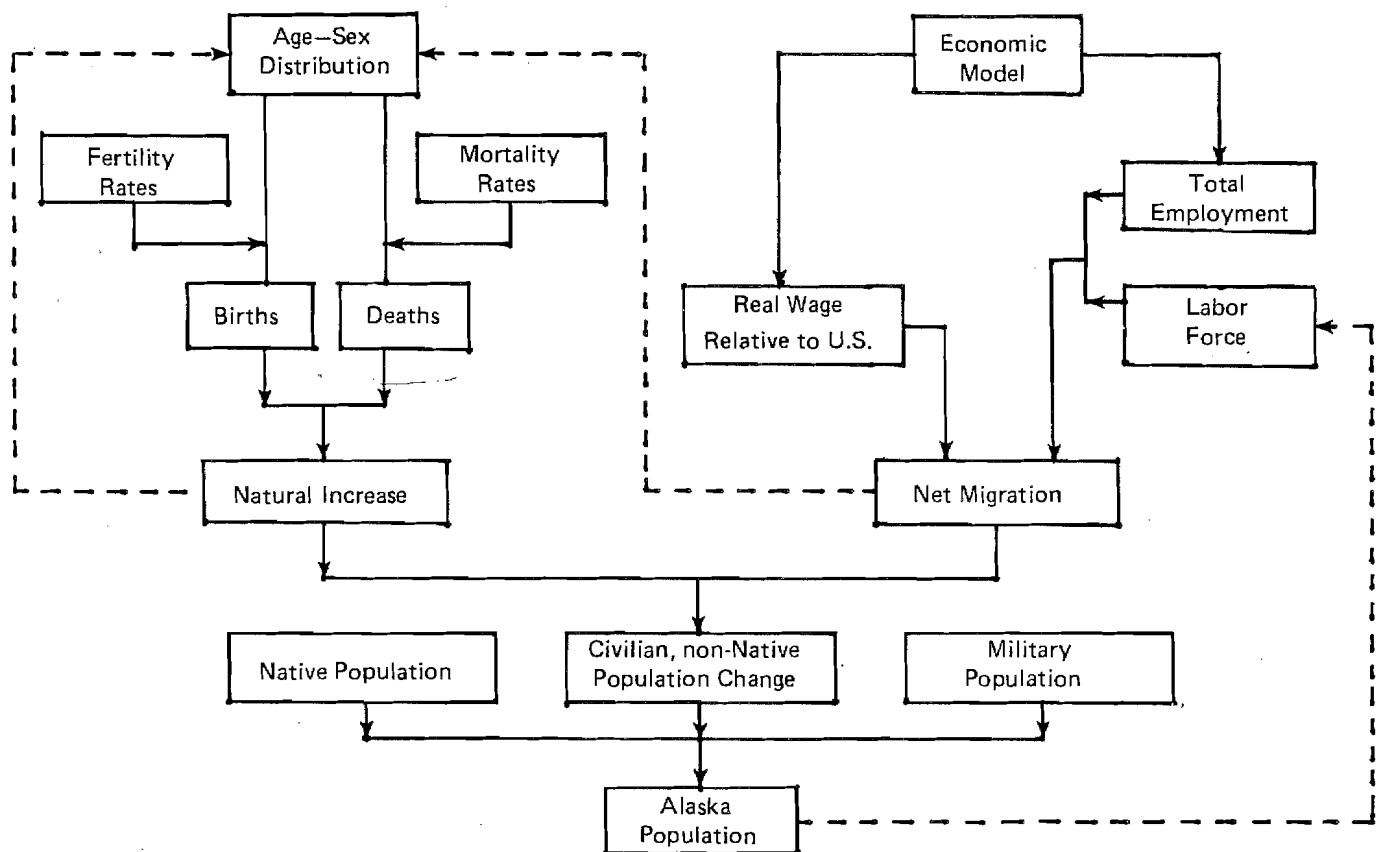 Age–Sex
Distribution
Economic
Model
Fertility
Rates
Mortality
Rates
Total
Employment
Births
Deaths
Real Wage
Relative to U.S.
Labor
Force
Natural Increase
Net Migration
Native Population
Civilian, non-Native
Population Change
Military
Population
Alaska
Population